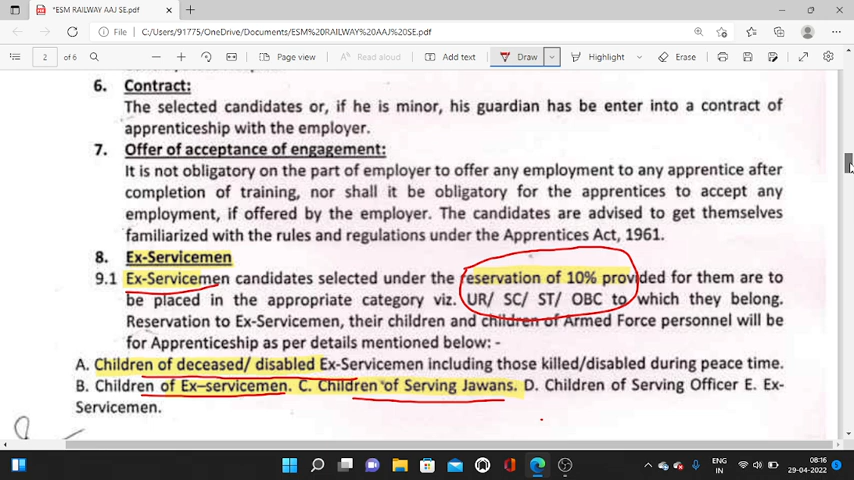 *ESM RAILWAY AAJ SE.pdf
File
C:/Users/91775/OneDrive/Documents/ESM%20RAILWAY%20AAJ%20SE.pdf
2 of 6
Page view
Read aloud
Add text
Draw
Highlight
Erase
6. Contract:
The selected candidates or, if he is minor, his guardian has be enter into a contract of
apprenticeship with the employer.
7. Offer of acceptance of engagement:
It is not obligatory on the part of employer to offer any employment to any apprentice after
completion of training, nor shall it be obligatory for the apprentices to accept any
employment, if offered by the employer. The candidates are advised to get themselves
familiarized with the rules and regulations under the Apprentices Act, 1961.
8. Ex-Servicemen
9.1 Ex-Servicemen candidates selected under the reservation of 10% provided for them are to
be placed in the appropriate category viz. UR/ SC/ ST/ OBC to which they belong.
Reservation to Ex-Servicemen, their children and children of Armed Force personnel will be
for Apprenticeship as per details mentioned below: -
A. Children of deceased/ disabled Ex-Servicemen including those killed/disabled during peace time.
B. Children of Ex–servicemen. C. Children of Serving Jawans. D. Children of Serving Officer E. Ex-
Servicemen.
ENG
IN
08:16
29-04-2022